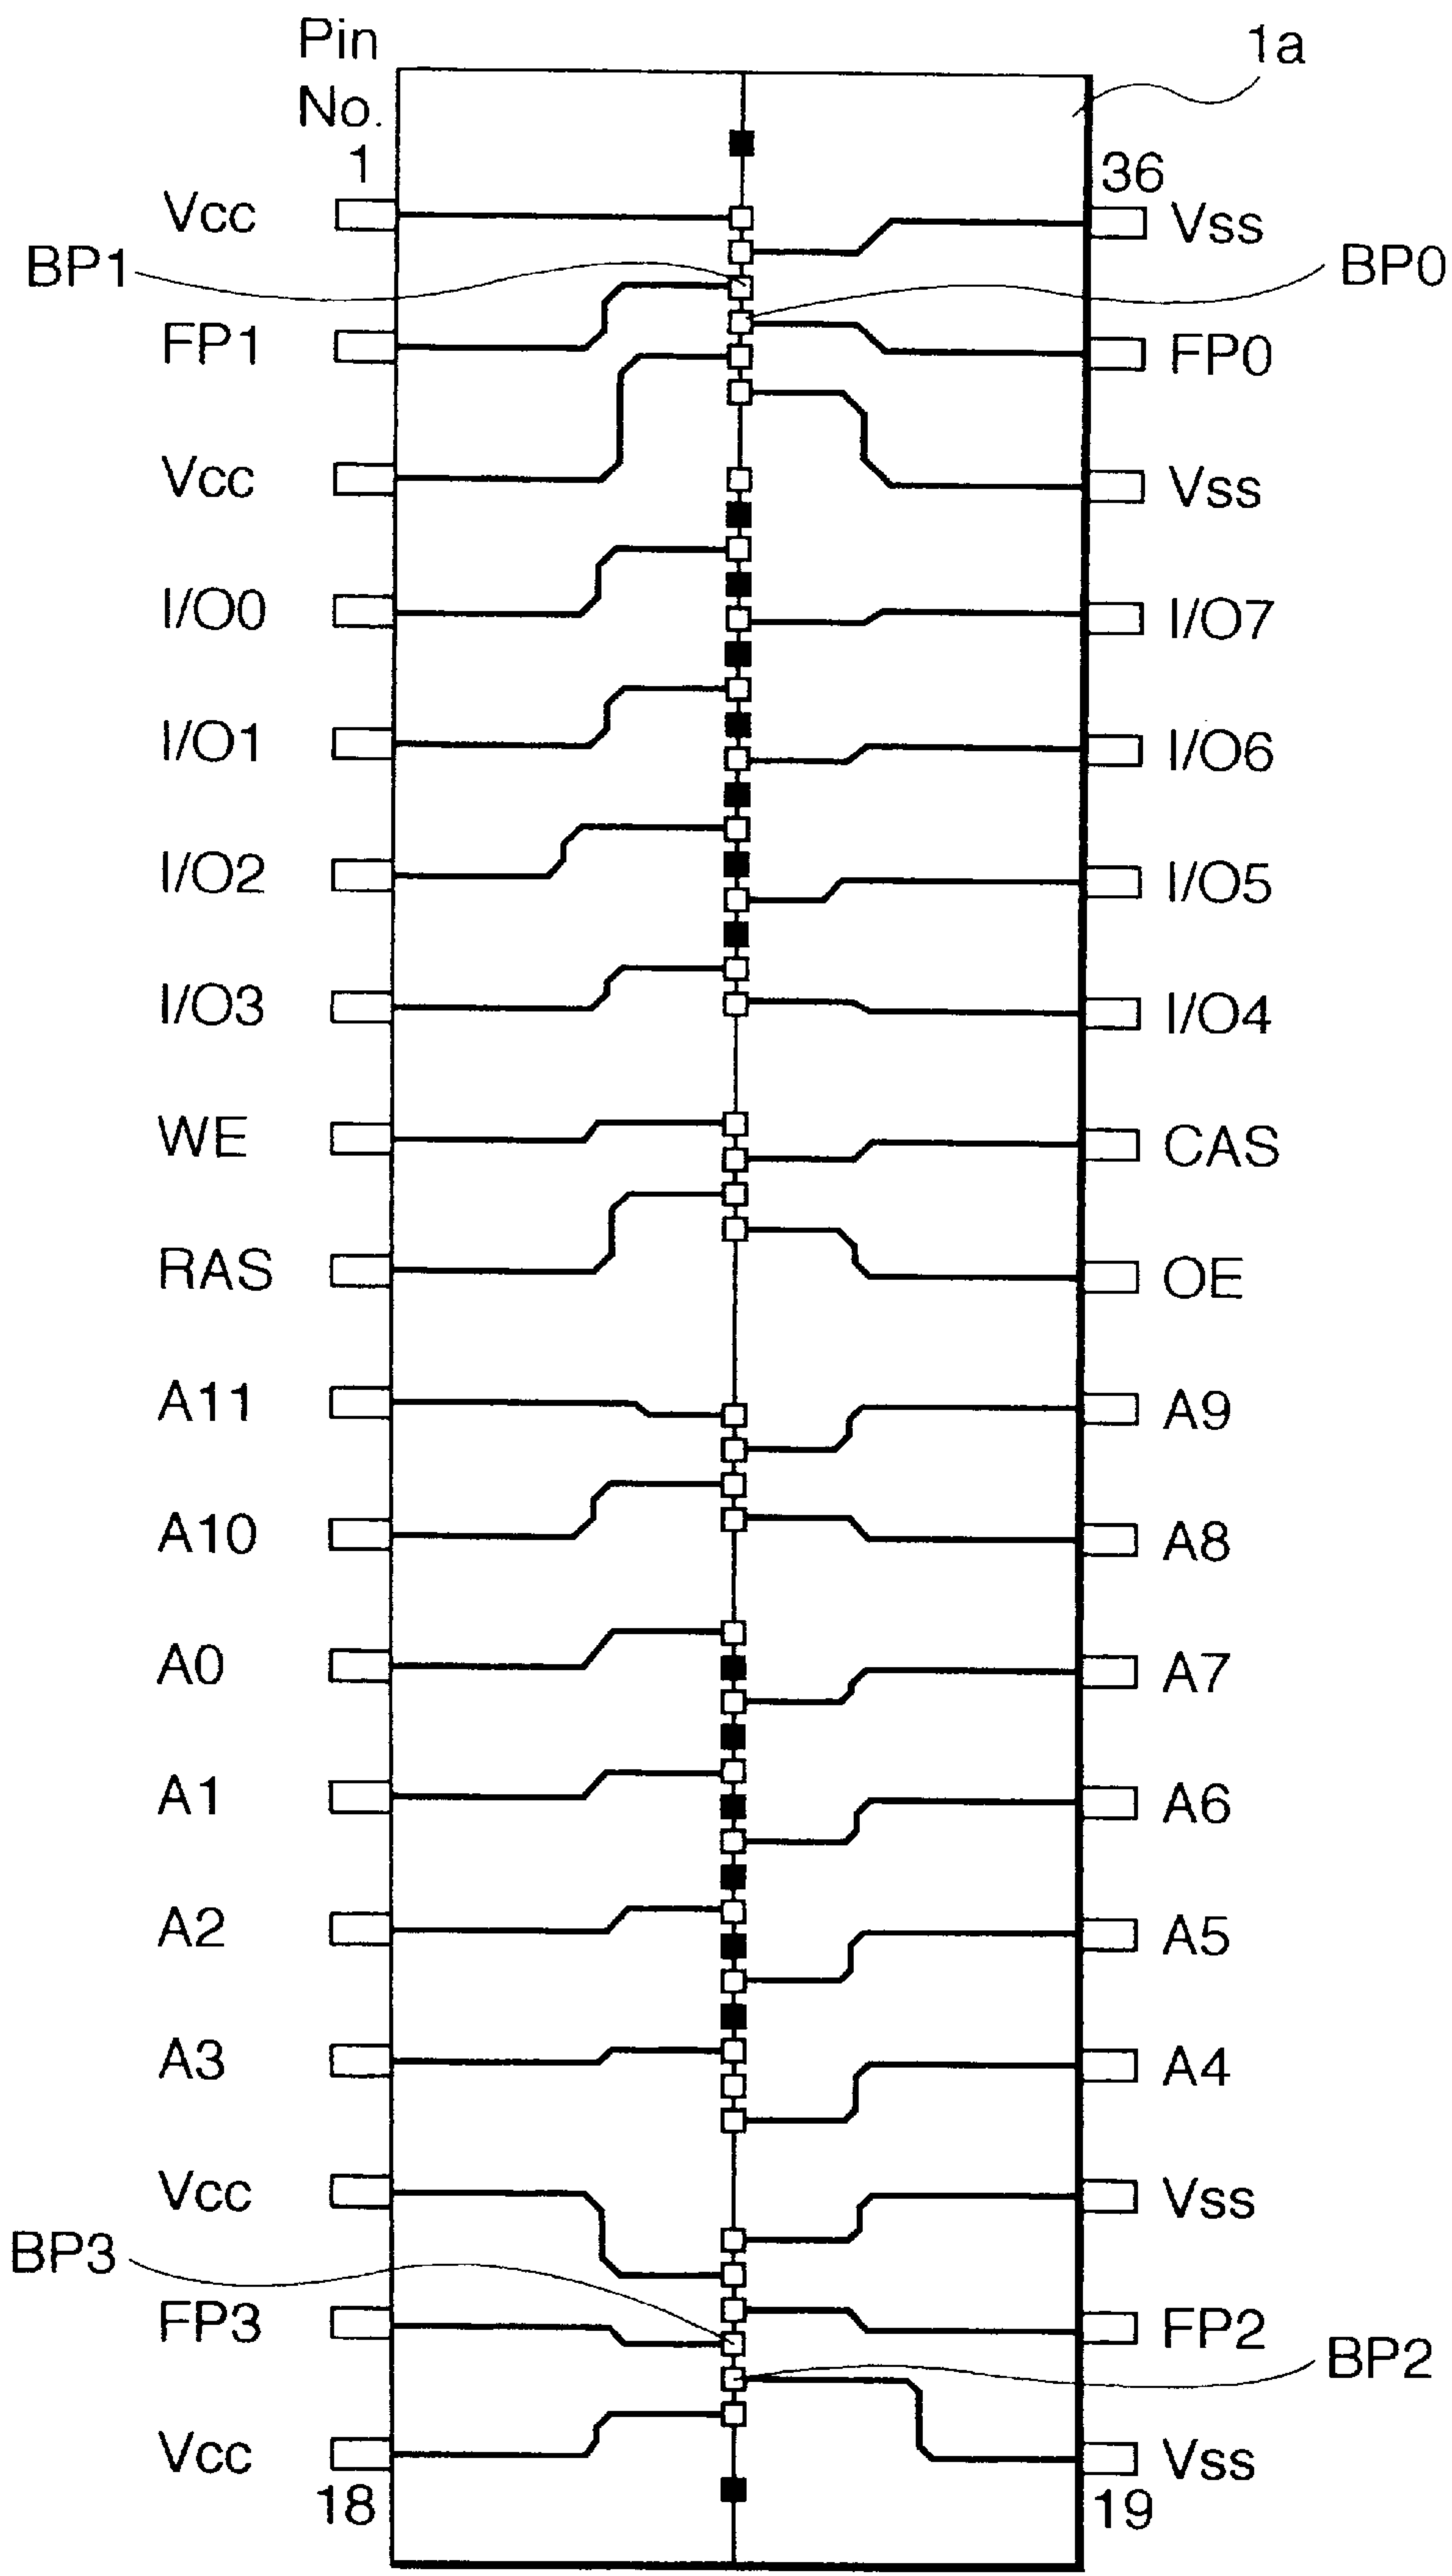 Pin
No.
1
1a
36
Vcc
Vss
BP1
BP0
FP1
FP0
Vcc
Vss
I/O0
I/O7
I/O1
I/O6
I/O2
I/O5
I/O3
I/O4
WE
CAS
RAS
OE
A11
A9
A10
A8
A0
A7
A1
A6
A2
A5
A3
A4
Vcc
Vss
BP3
FP3
FP2
BP2
Vcc
Vss
18
19